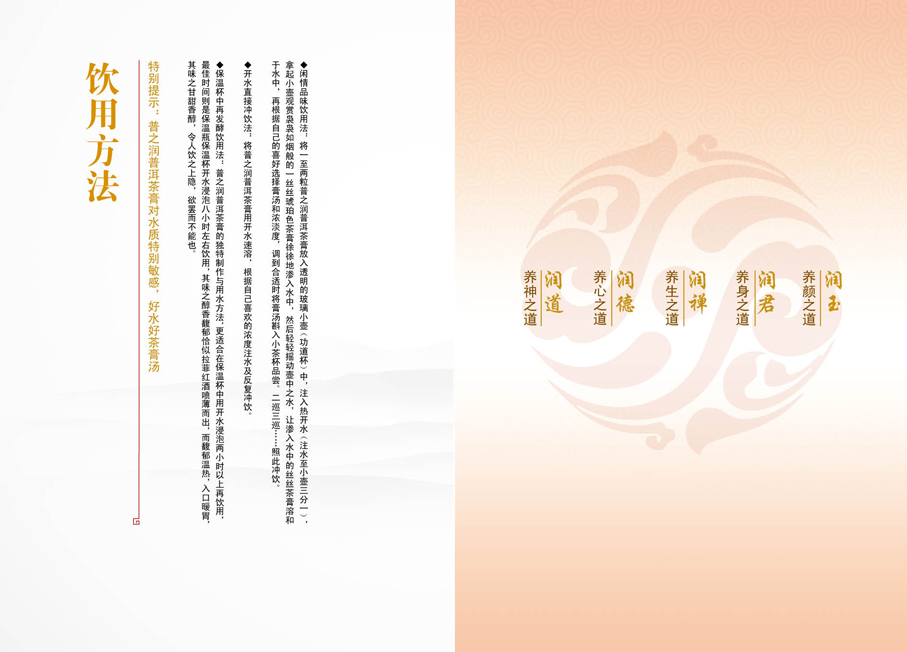 饮用方法
特别提示：普之润普洱茶膏对水质特别敏感，好水好茶膏汤
◆闲情品味饮用法：将一至两粒普之润普洱茶膏放入透明的玻璃小壶（功道杯）中，注入热开水（注水至小壶三分一），
拿起小壶观赏袅袅如烟般的一丝丝琥珀色茶膏徐徐地渗入水中，然后轻轻摇动壶中之水，让渗入水中的丝丝茶膏溶和
于水中，再根据自己的喜好选择膏汤和浓淡度，调到合适时将膏汤斟入小茶杯品尝。二巡三巡……照此冲饮。
◆开水直接冲饮法：将普之润普洱茶膏用开水速溶，根据自己喜欢的浓度注水及反复冲饮。
◆保温杯中再发酵饮用法：普之润普洱茶膏的独特制作与用水方法，更适合在保温杯中用开水浸泡两小时以上再饮用，
最佳时间则是保温瓶保温杯开水浸泡八小时左右饮用，其味之醇香馥郁恰似拉菲红酒喷薄而出，而馥郁温热，入口暖胃，
其味之甘甜香醇，令人饮之上隐，欲罢而不能也。
润玉
养颜之道
润君
养身之道
润禅
养生之道
润德
养心之道
润道
养神之道